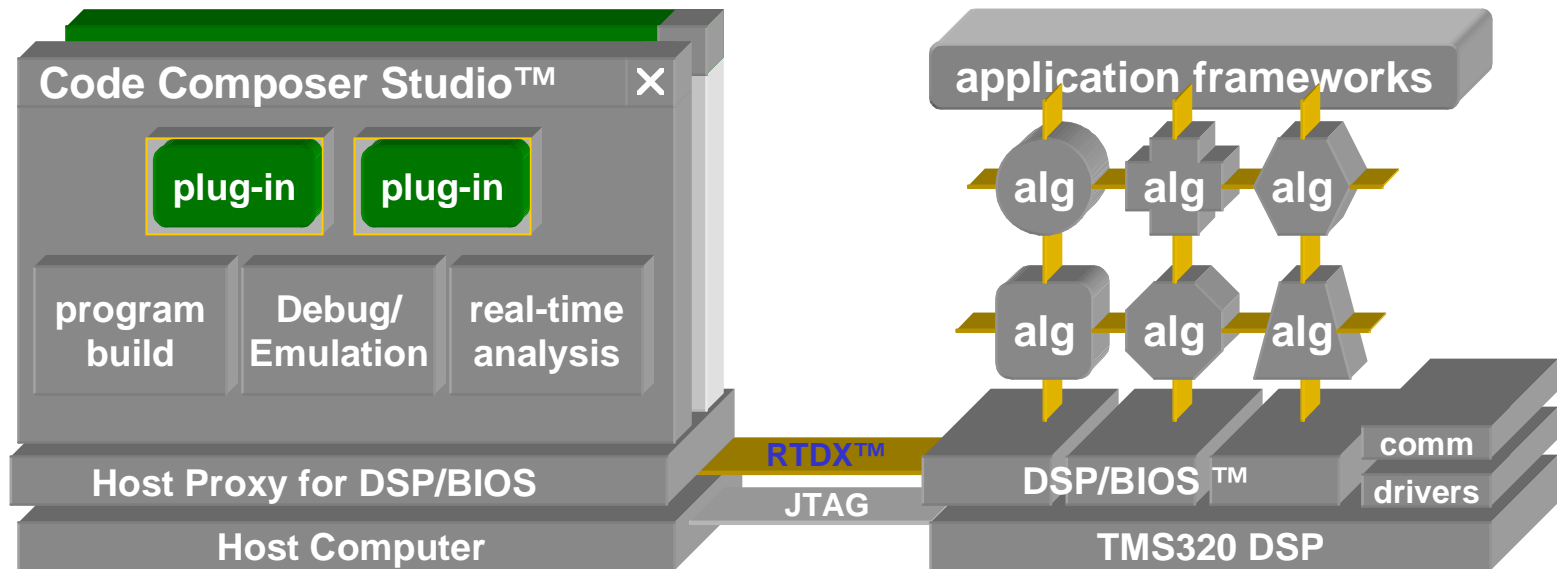 Code Composer Studio™
plug-in
plug-in
program
build
Debug/
Emulation
real-time
analysis
Host Proxy for DSP/BIOS
Host Computer
RTDX™
JTAG
application frameworks
alg
alg
alg
alg
alg
alg
DSP/BIOS ™
comm
drivers
TMS320 DSP